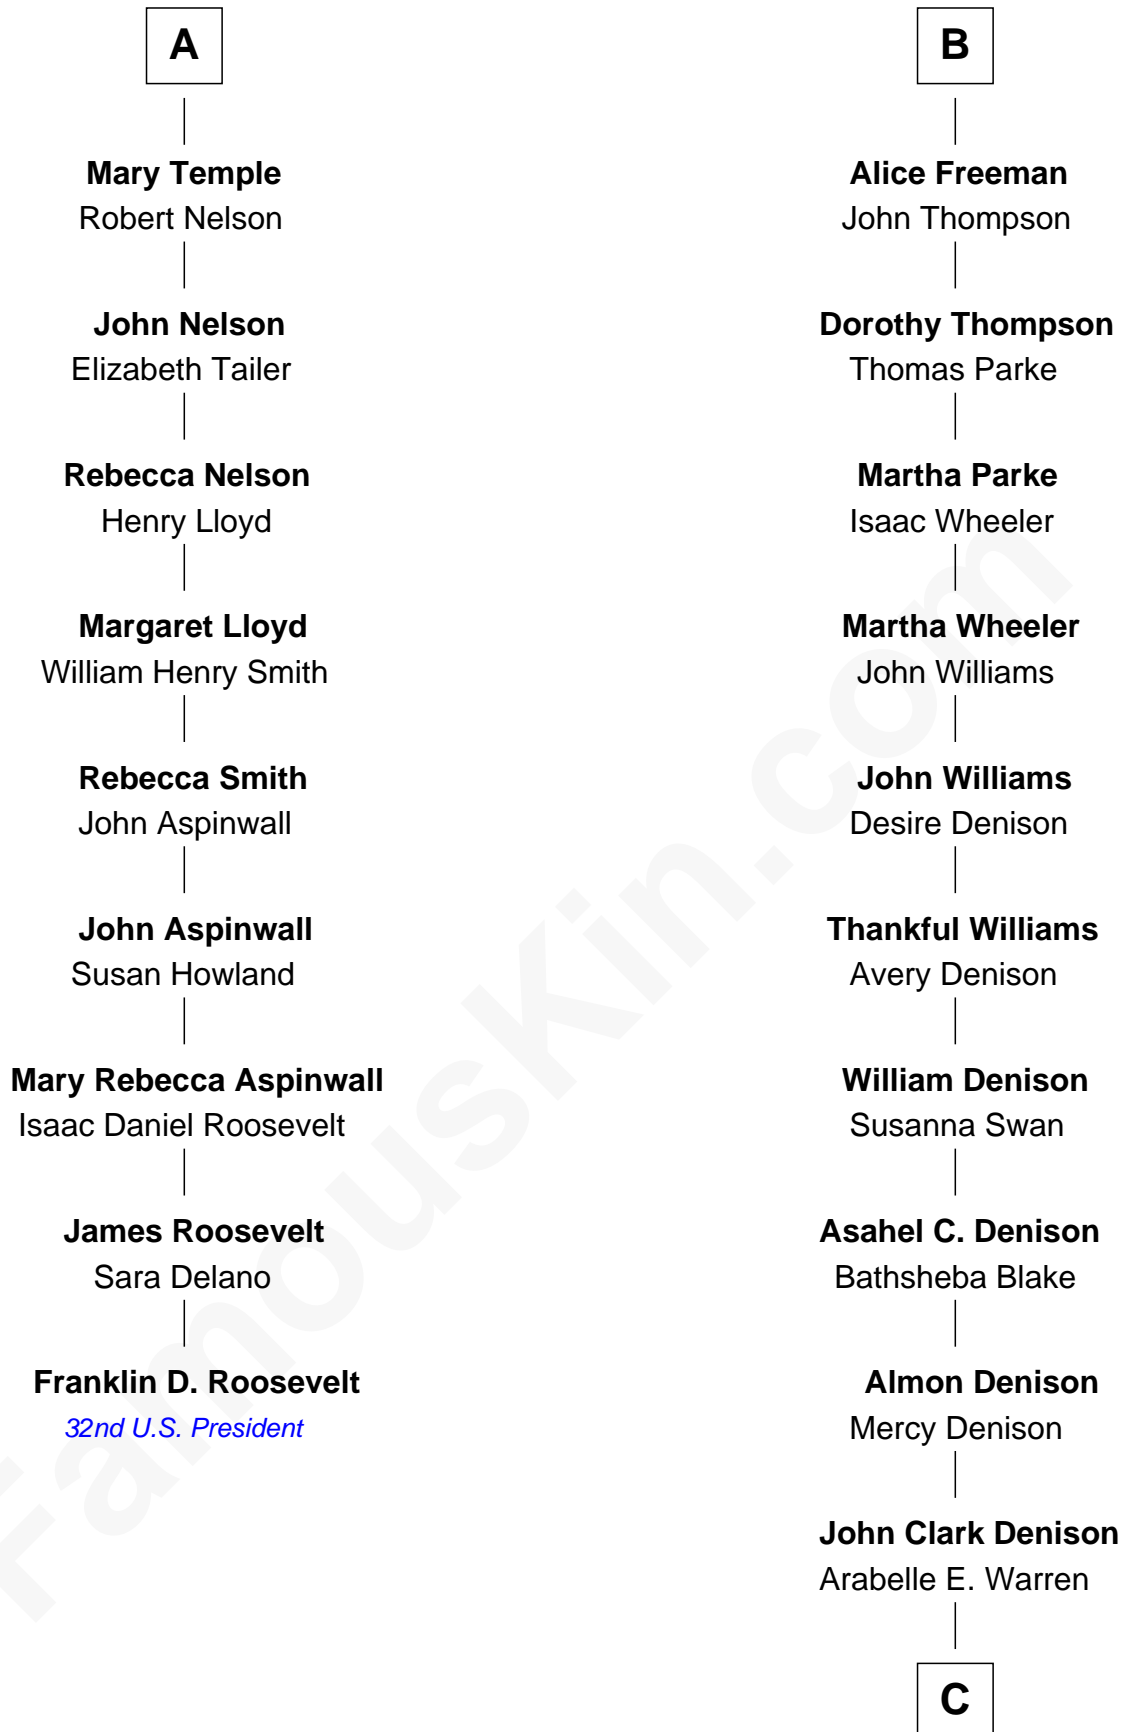 A
Mary Temple
Robert Nelson
John Nelson
Elizabeth Tailer
Rebecca Nelson
Henry Lloyd
Margaret Lloyd
William Henry Smith
Rebecca Smith
John Aspinwall
John Aspinwall
Susan Howland
Mary Rebecca Aspinwall
Isaac Daniel Roosevelt
James Roosevelt
Sara Delano
Franklin D. Roosevelt
32nd U.S. President
B
Alice Freeman
John Thompson
Dorothy Thompson
Thomas Parke
Martha Parke
Isaac Wheeler
Martha Wheeler
John Williams
John Williams
Desire Denison
Thankful Williams
Avery Denison
William Denison
Susanna Swan
Asahel C. Denison
Bathsheba Blake
Almon Denison
Mercy Denison
John Clark Denison
Arabelle E. Warren
C
FamousKin.com